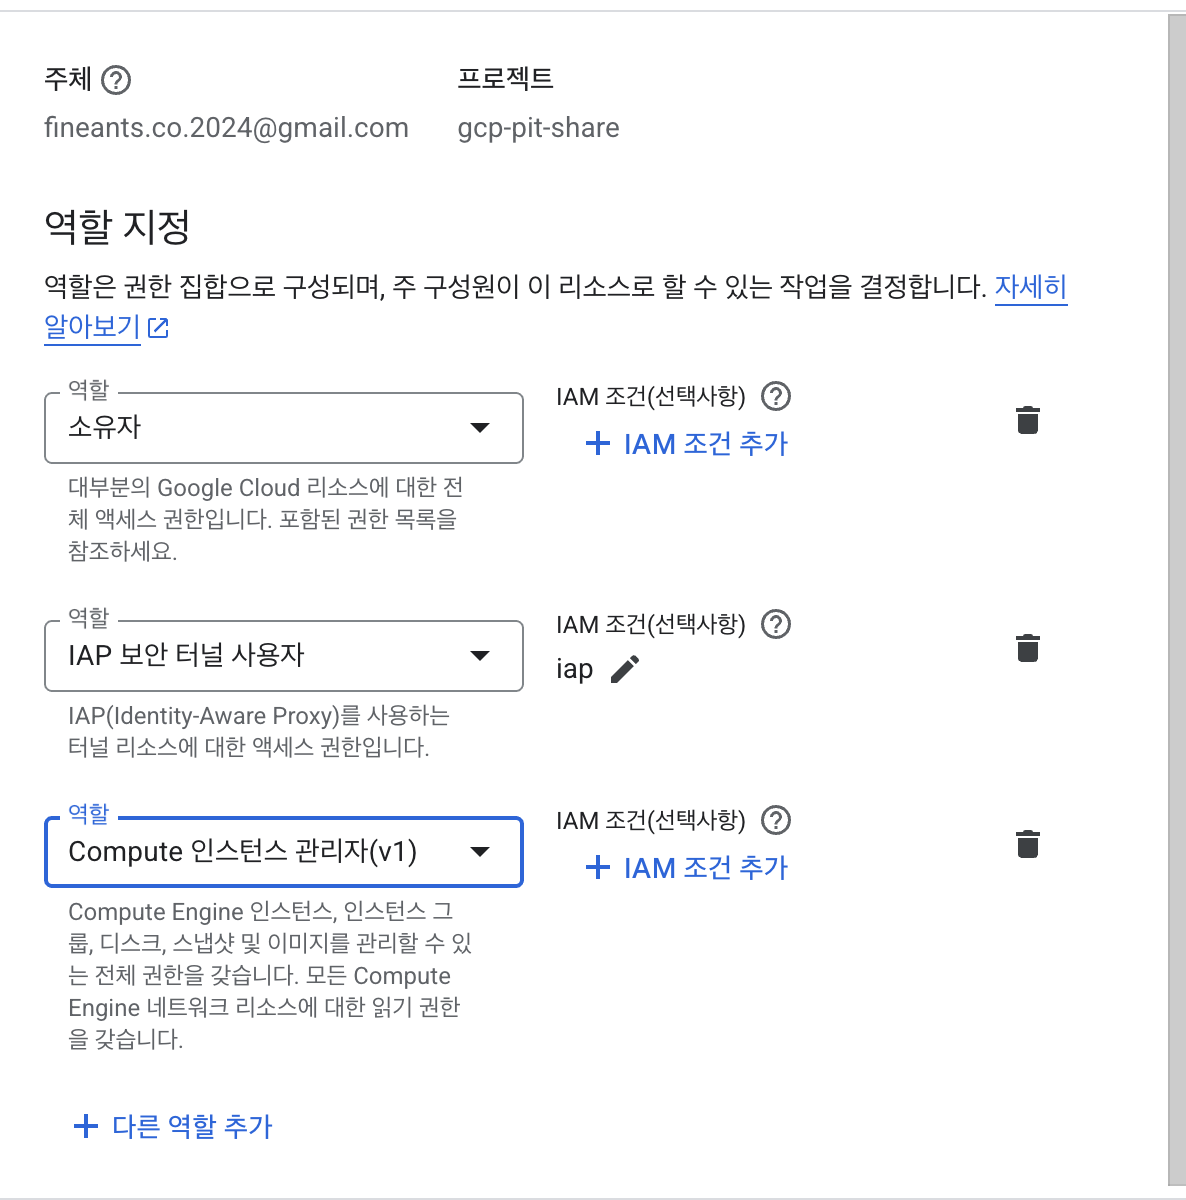 주체
프로젝트
fineants.co.2024@gmail.com
gcp-pit-share
역할 지정
역할은 권한 집합으로 구성되며, 주 구성원이 이 리소스로 할 수 있는 작업을 결정합니다. 자세히
알아보기
역할
소유자
IAM 조건(선택사항)
IAM 조건 추가
대부분의 Google Cloud 리소스에 대한 전
체 액세스 권한입니다. 포함된 권한 목록을
참조하세요.
역할
IAP 보안 터널 사용자
IAM 조건(선택사항)
iap
IAP(Identity-Aware Proxy)를 사용하는
터널 리소스에 대한 액세스 권한입니다.
역할
Compute 인스턴스 관리자(v1)
IAM 조건(선택사항)
IAM 조건 추가
Compute Engine 인스턴스, 인스턴스 그
룹, 디스크, 스냅샷 및 이미지를 관리할 수 있
는 전체 권한을 갖습니다. 모든 Compute
Engine 네트워크 리소스에 대한 읽기 권한
을 갖습니다.
다른 역할 추가